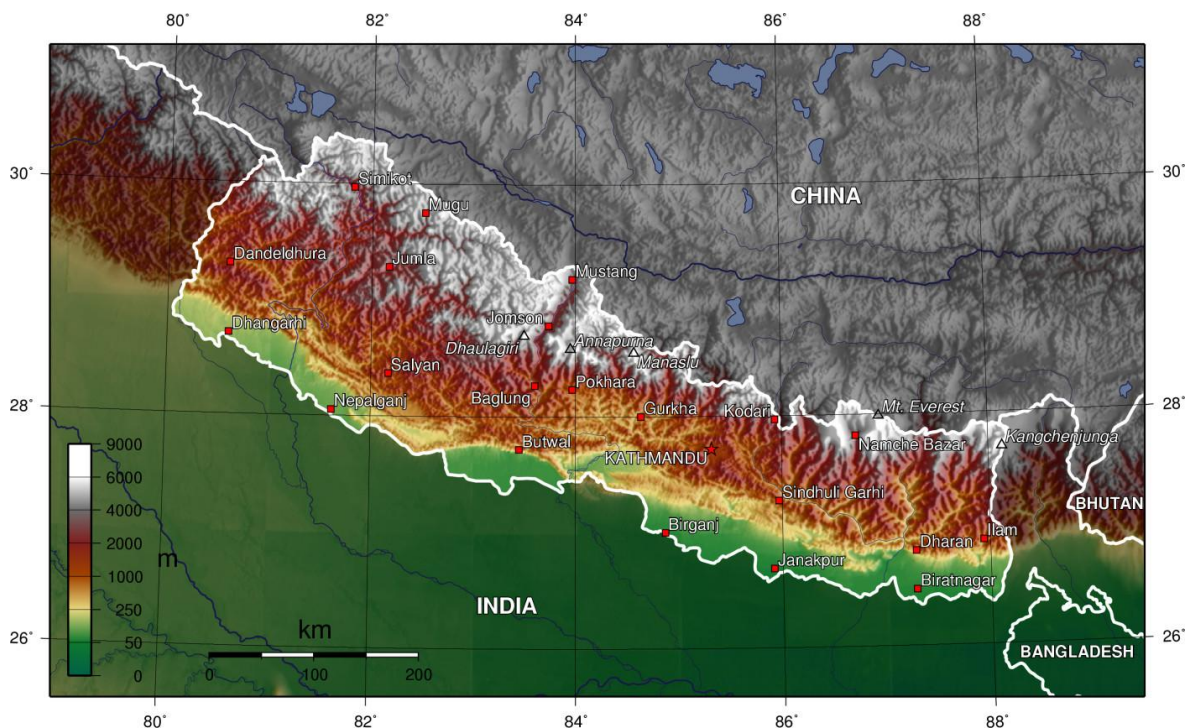 80° 82° 84° 86° 88°
30° 30°
CHINA
Simikot
Mugu
Dandeldhura
Jumla
Mustang
Dhangarhi
Jomson
Dhaulagiri
Annapurna
Manaslu
Salyan
Baglung
Pokhara
Nepalganj
Gurkha
Kodari
Mt. Everest
28° 28°
Butwal
KATHMANDU
Namche Bazar
Kangchenjunga
Sindhuli Garhi
BHUTAN
Birganj
Dharan
Ilam
Janakpur
Biratnagar
INDIA
BANGLADESH
9000
6000
4000
2000
1000
250
50
0
m
km
0 100 200
26° 26°
80° 82° 84° 86° 88°